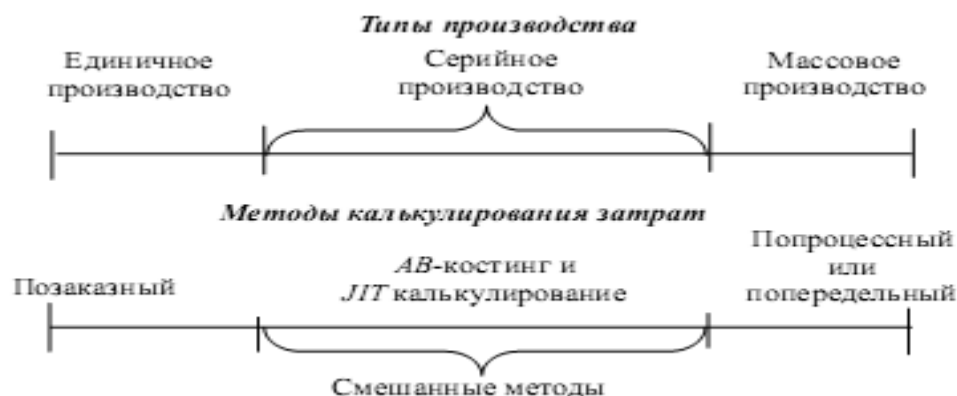 Типы производства
Единичное
производство
Серийное
производство
Массовое
производство
Методы калькулирования затрат
Позаказный
АВ-костинг и
JIT калькулирование
Попроцессный
или
попередельный
Смешанные методы